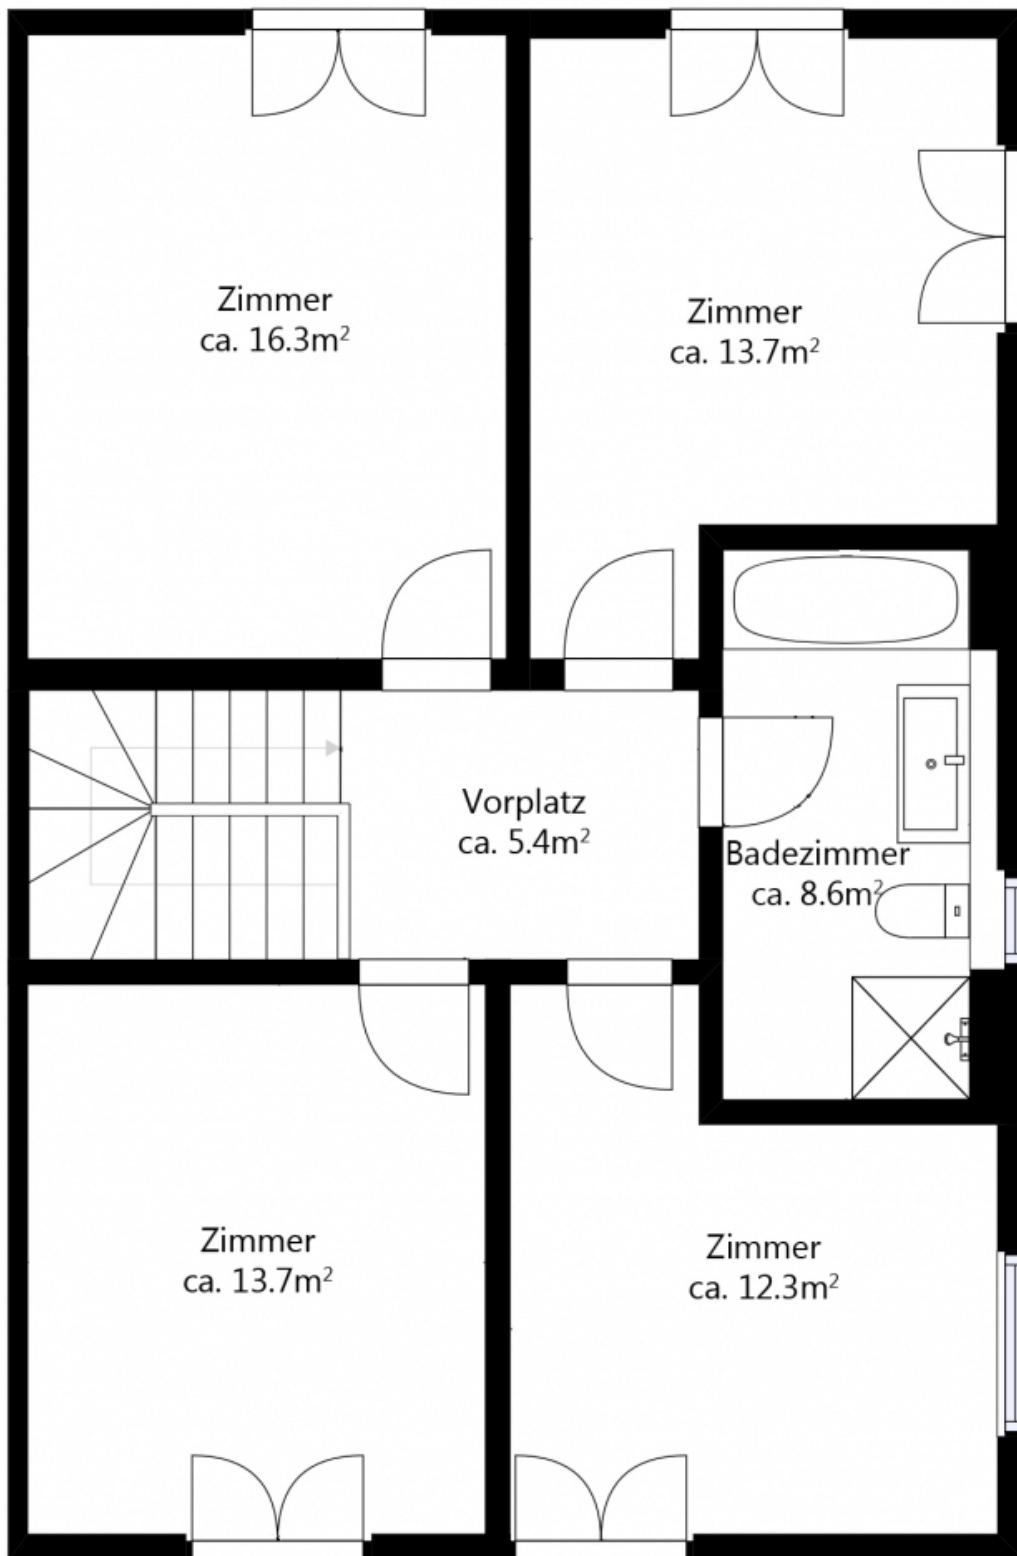 Zimmer
ca. 16.3m²
Zimmer
ca. 13.7m²
Vorplatz
ca. 5.4m²
Badezimmer
ca. 8.6m²
Zimmer
ca. 13.7m²
Zimmer
ca. 12.3m²